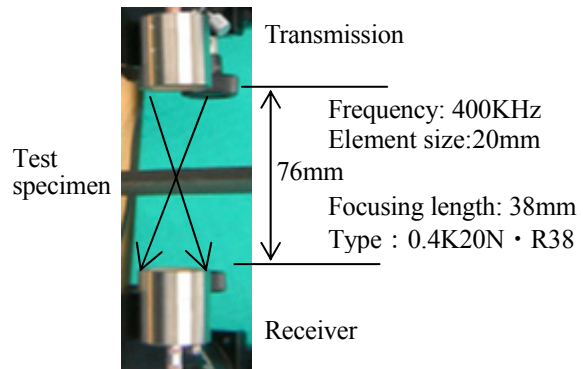 Transmission
Frequency: 400KHz
Element size:20mm
Test
specimen
76mm
Focusing length: 38mm
Type : 0.4K20N・R38
Receiver